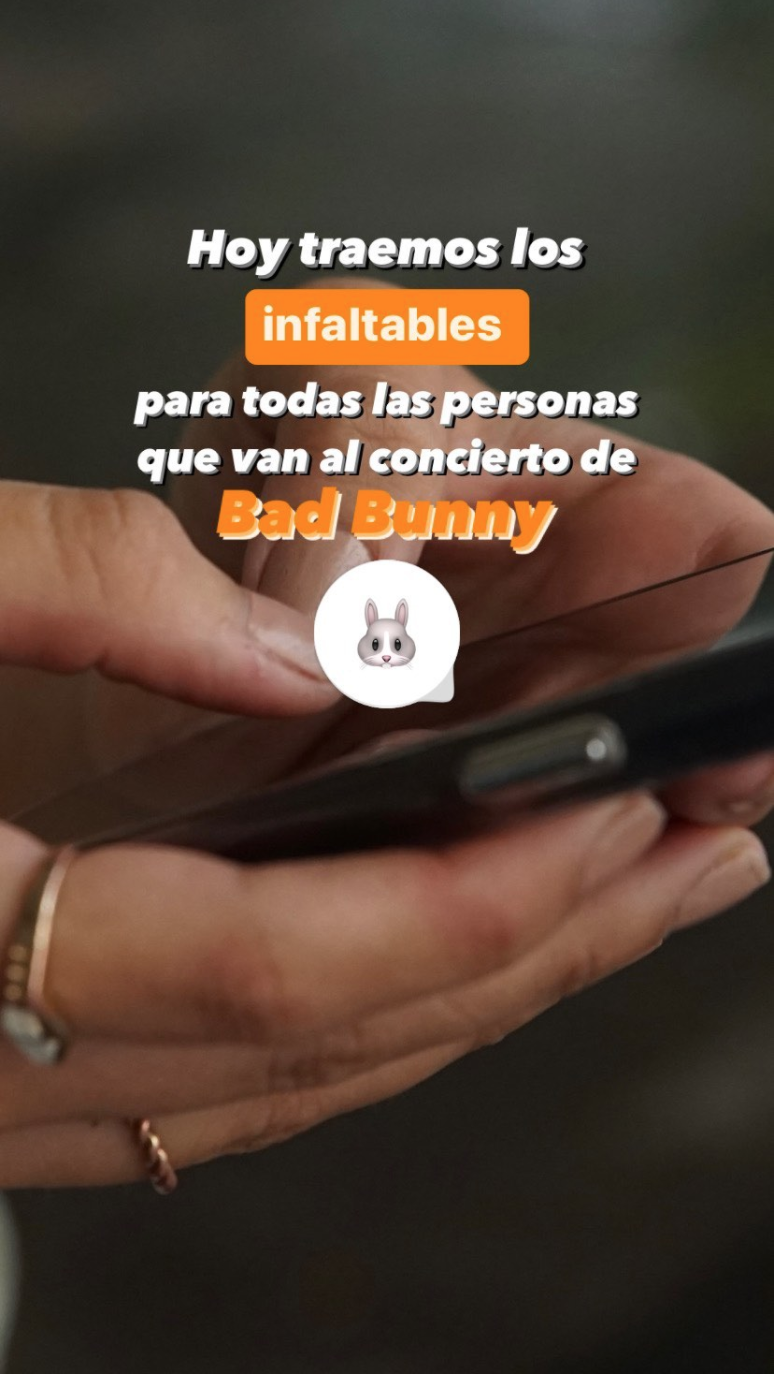 Hoy traemos los
infaltables
para todas las personas
que van al concierto de
Bad Bunny